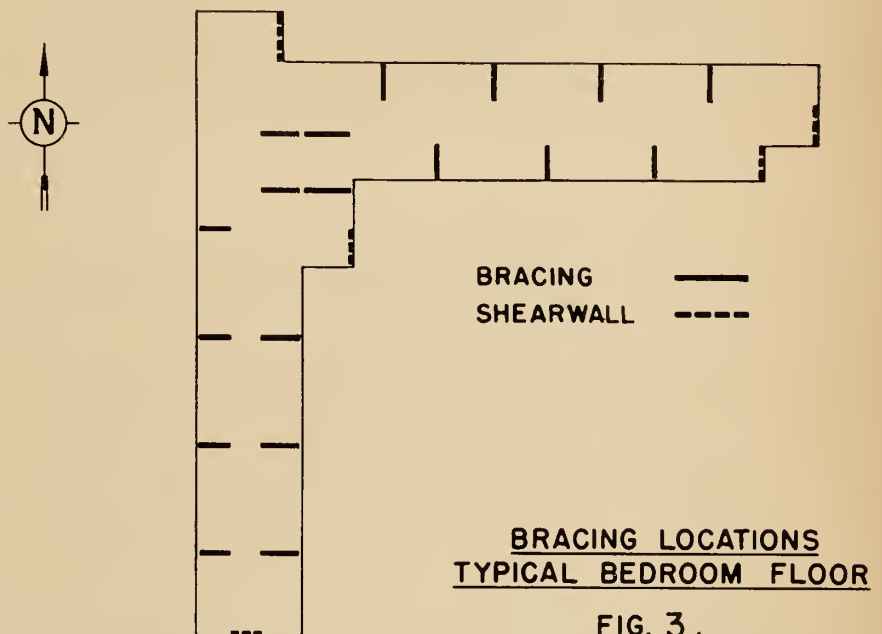 N
BRACING
SHEARWALL
BRACING LOCATIONS
TYPICAL BEDROOM FLOOR
FIG. 3.